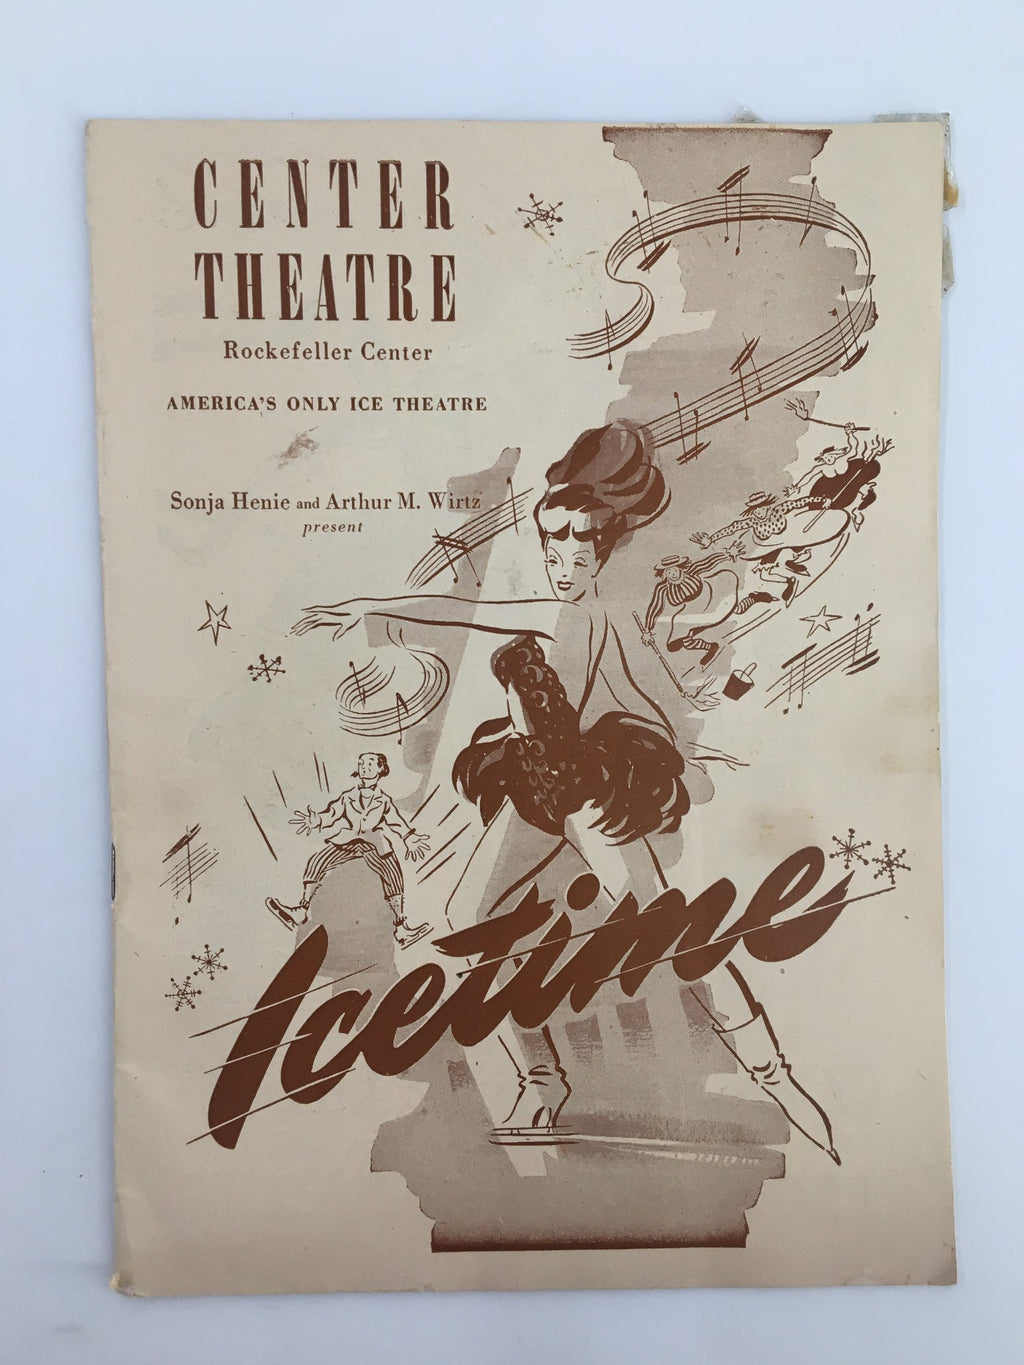 CENTER
THEATRE
Rockefeller Center
AMERICA'S ONLY ICE THEATRE
Sonja Henie and Arthur M. Wirtz
present
Icetime